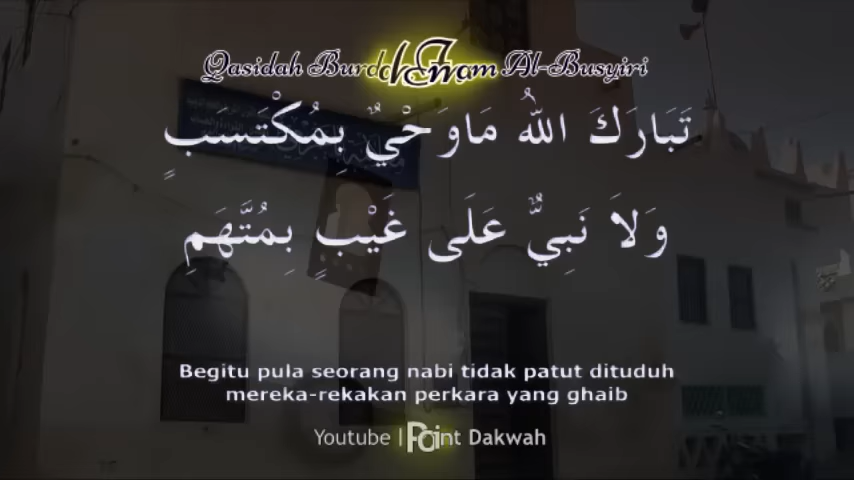 Qasidah Burdah Imam Al-Busyiri
تَبَارَكَ اللهُ مَاوَحْيٌ بِمُكْتَسَبٍ
وَلاَ نَبِيٌّ عَلَى غَيْبٍ بِمُتَّهَمِ
Begitu pula seorang nabi tidak patut dituduh
mereka-rekakan perkara yang ghaib
Youtube | Point Dakwah